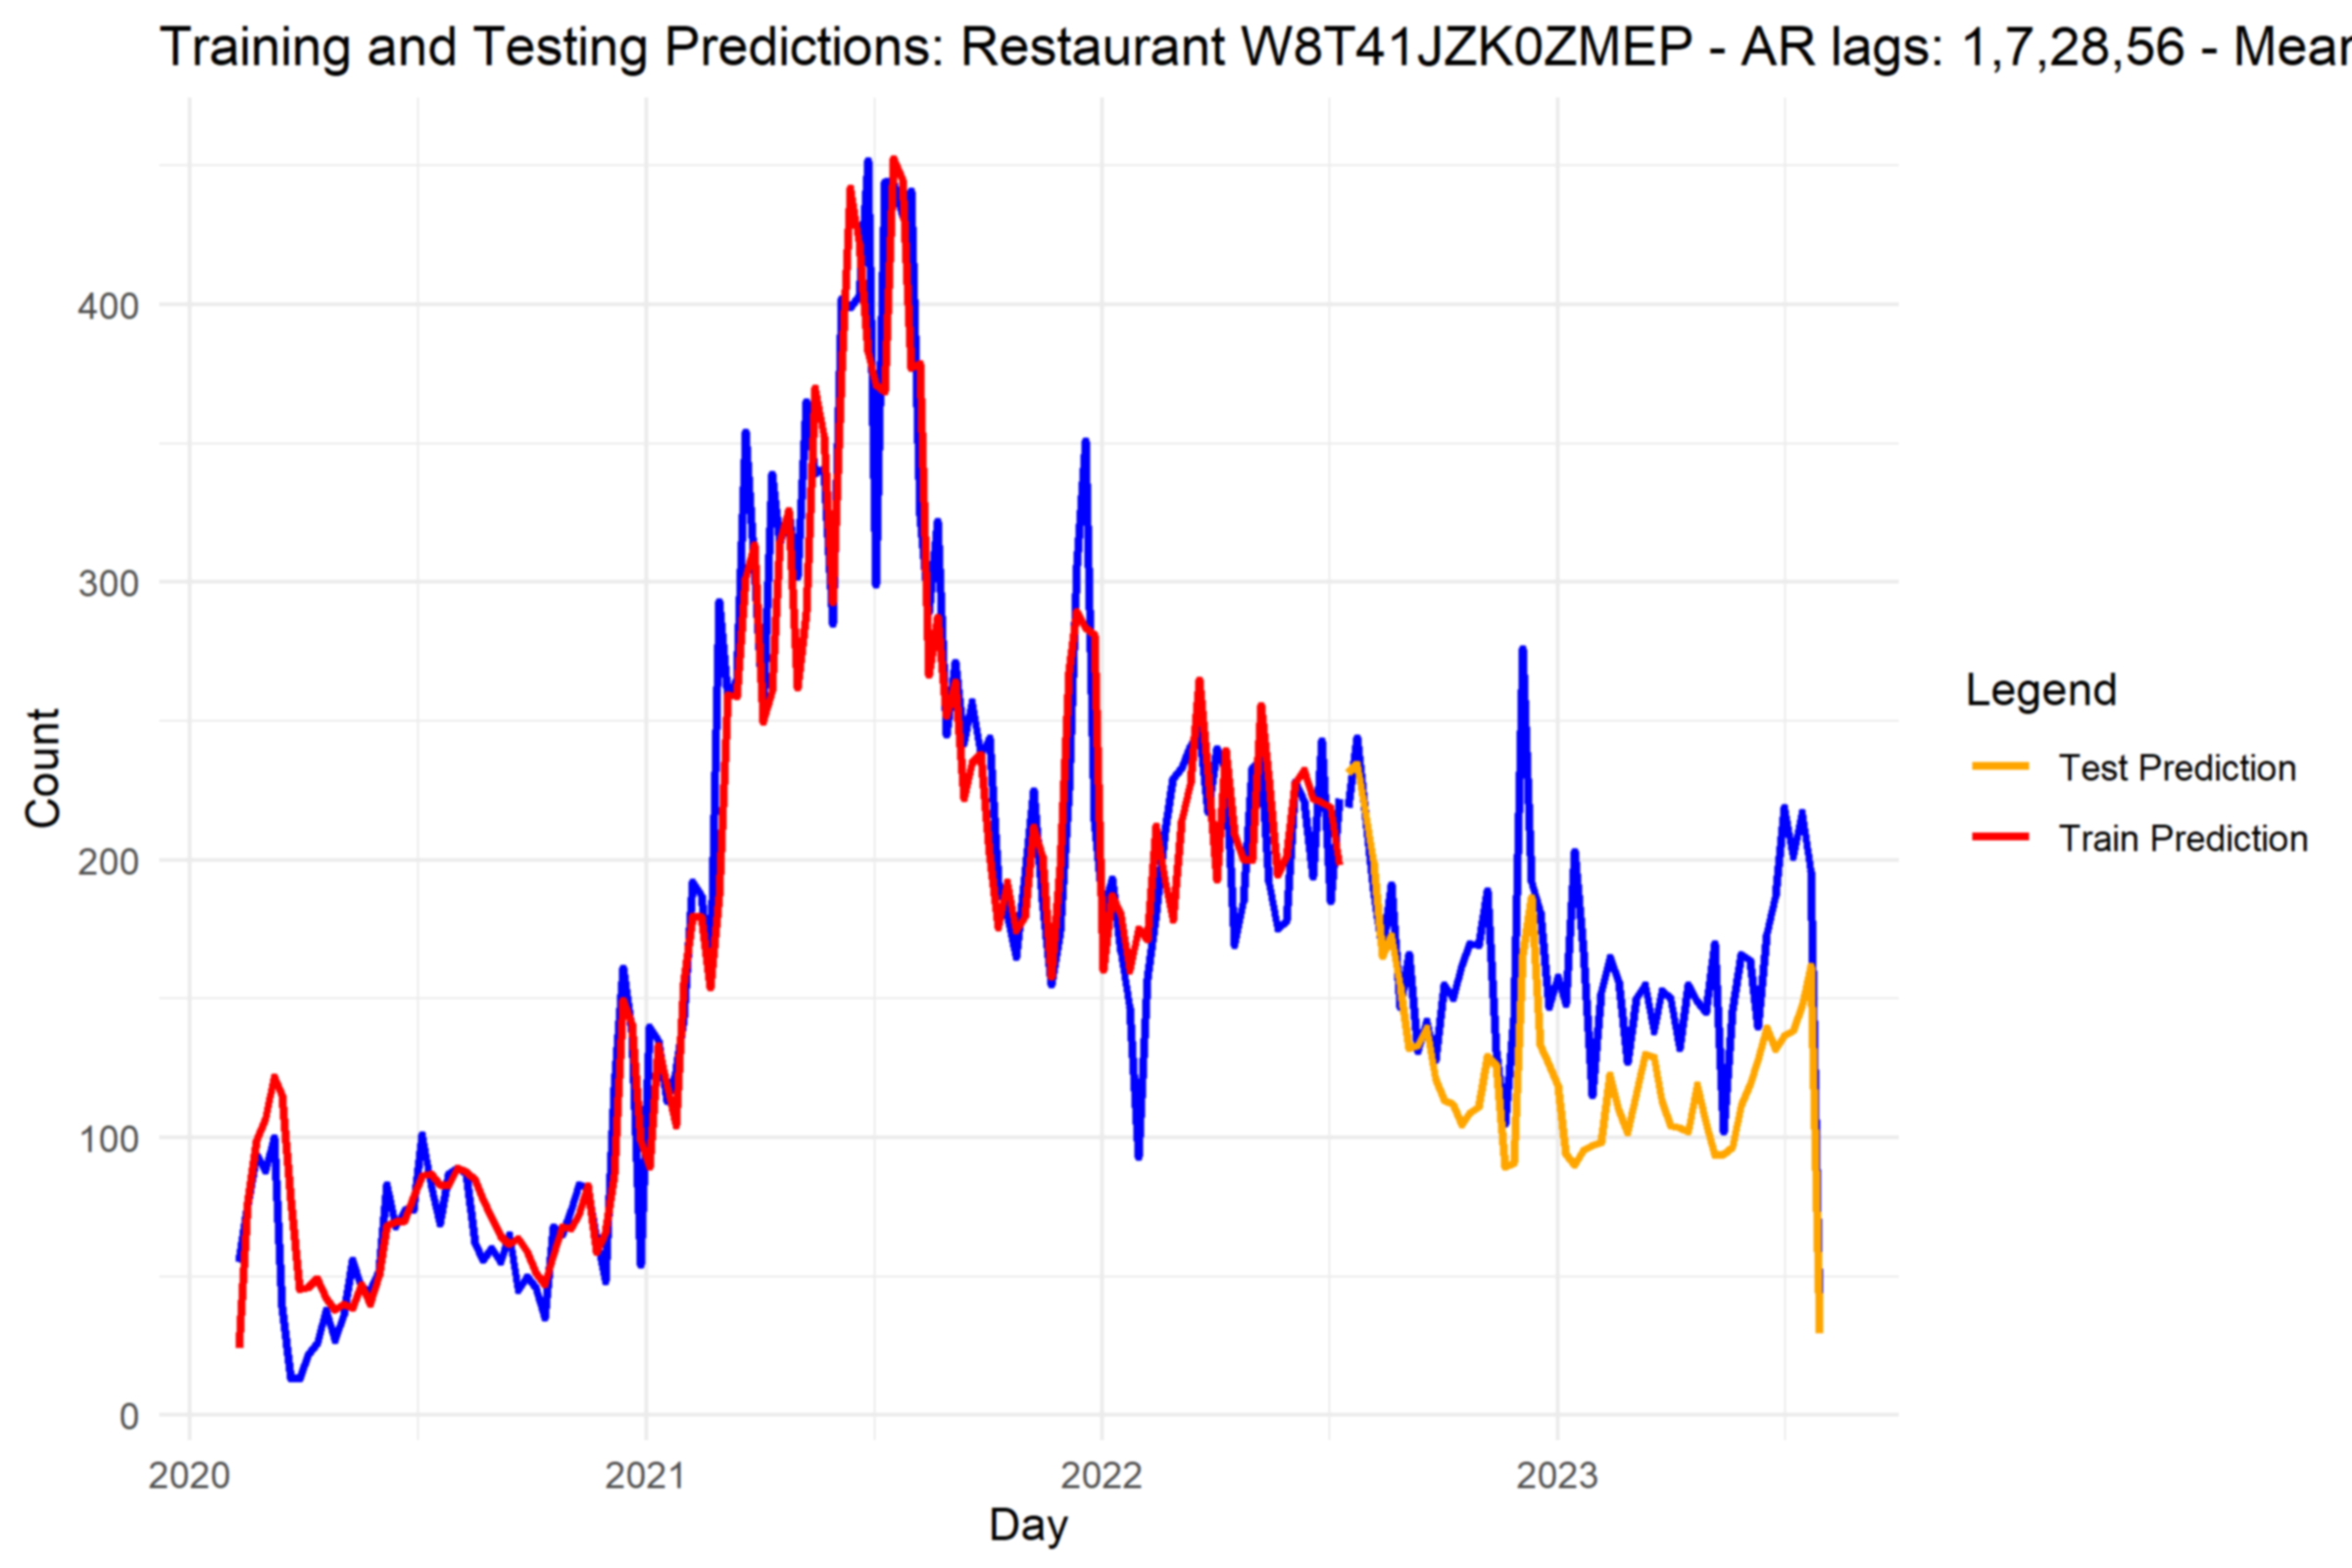 Training and Testing Predictions: Restaurant W8T41JZK0ZMEP - AR lags: 1,7,28,56 - Mean
400
300
200
100
0
Count
2020 2021 2022 2023
Day
Legend
Test Prediction
Train Prediction